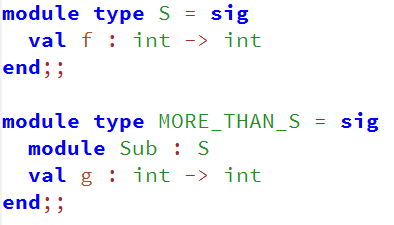 module type S = sig
  val f : int -> int
end;;

module type MORE_THAN_S = sig
  module Sub : S
  val g : int -> int
end;;